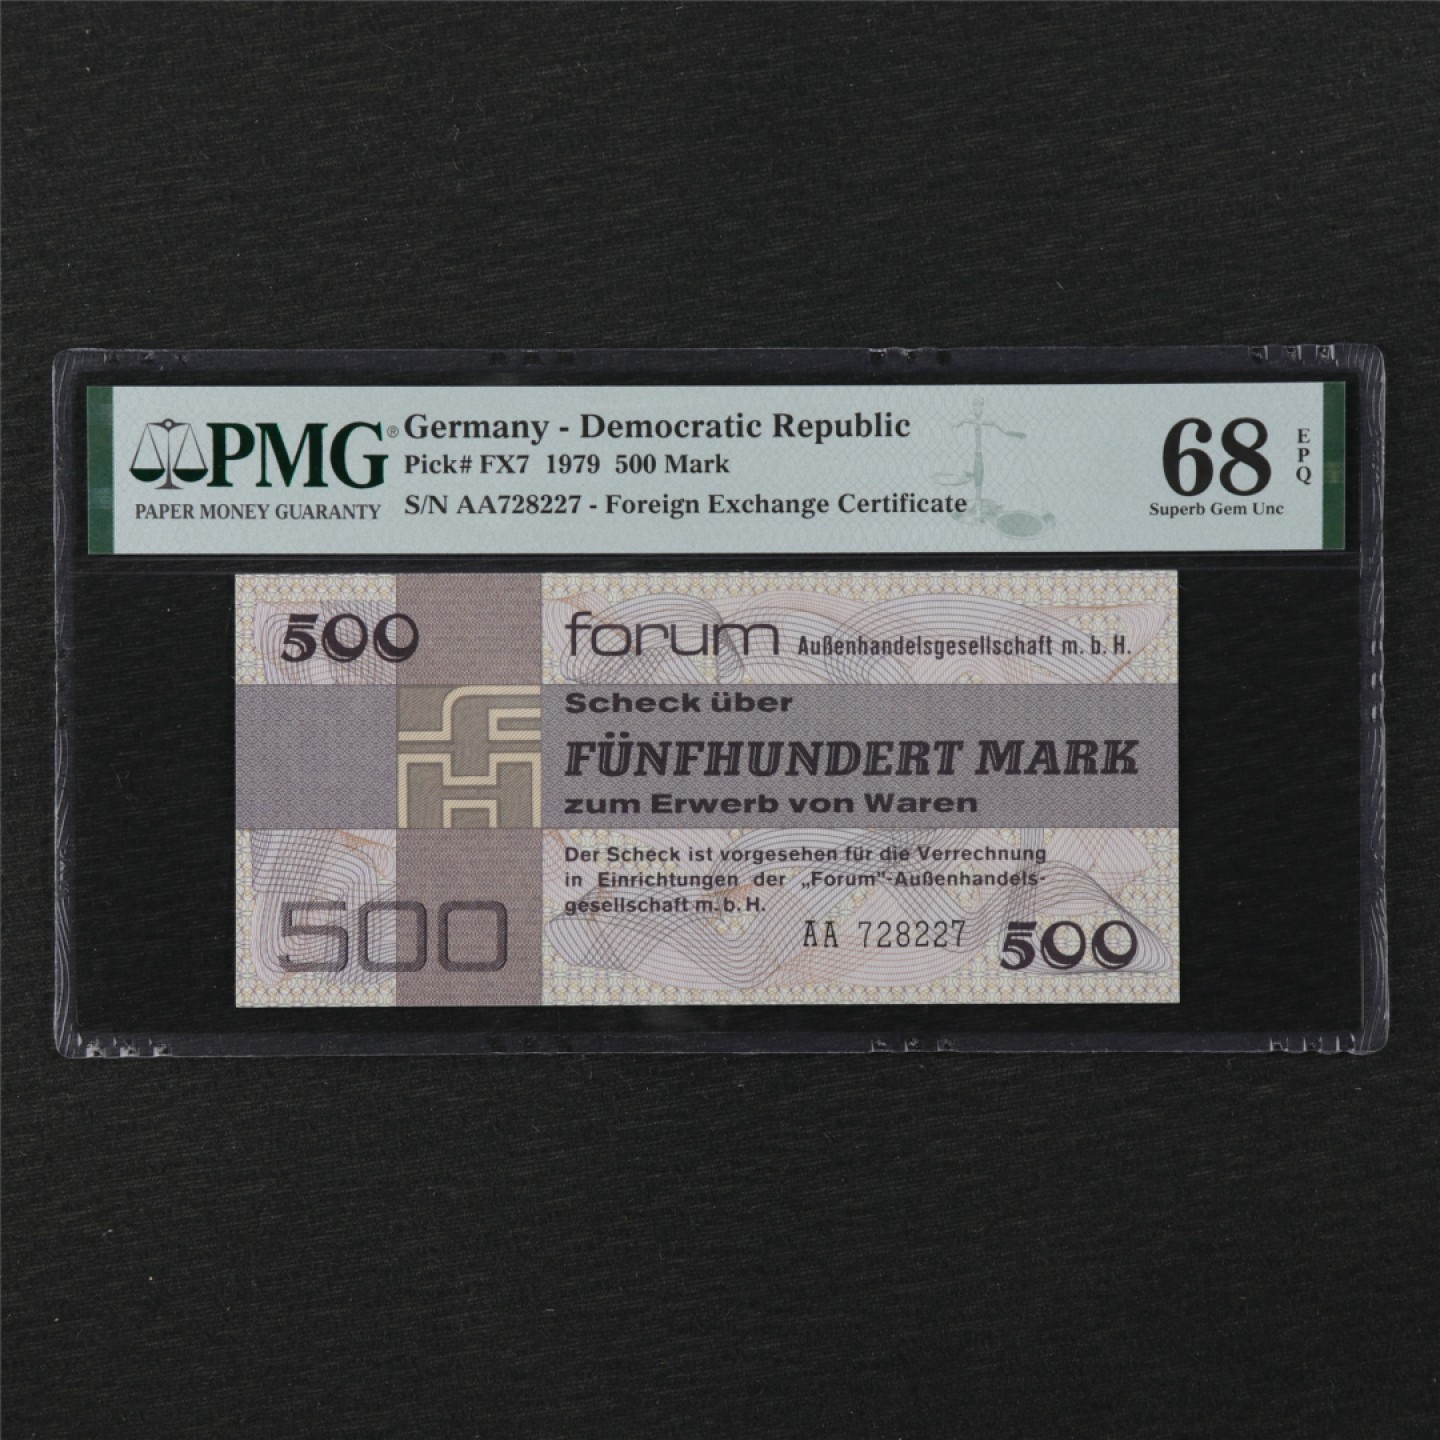 PMG®
PAPER MONEY GUARANTY
Germany - Democratic Republic
Pick# FX7 1979 500 Mark
S/N AA728227 - Foreign Exchange Certificate
68
EPQ
Superb Gem Unc
500
forum Außenhandelsgesellschaft m. b. H.
Scheck über
FÜNFHUNDERT MARK
zum Erwerb von Waren
Der Scheck ist vorgesehen für die Verrechnung
in Einrichtungen der „Forum"-Außenhandels-
gesellschaft m. b. H.
AA 728227
500
500